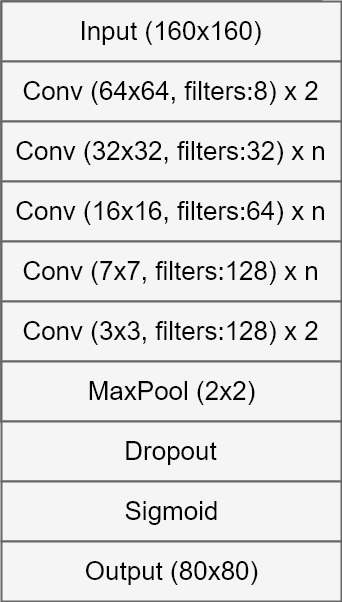 Input (160x160)
Conv (64x64, filters:8) x 2
Conv (32x32, filters:32) x n
Conv (16x16, filters:64) x n
Conv (7x7, filters:128) x n
Conv (3x3, filters:128) x 2
MaxPool (2x2)
Dropout
Sigmoid
Output (80x80)